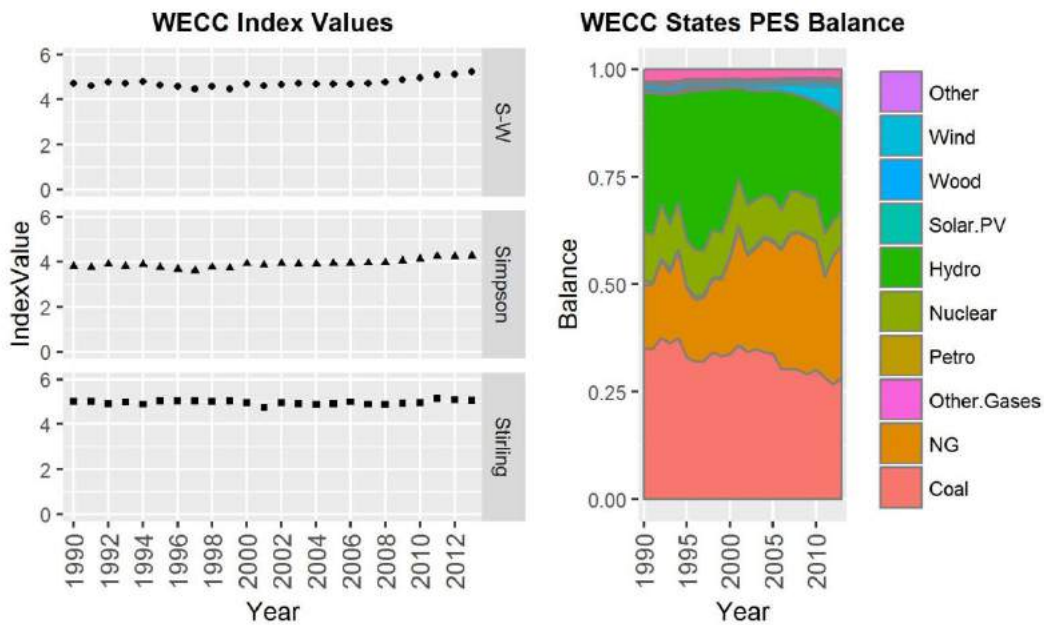 WECC Index Values
IndexValue
6
4
2
0
S-W
6
4
2
0
Simpson
6
4
2
0
Stirling
1990
1992
1994
1996
1998
2000
2002
2004
2006
2008
2010
2012
Year
WECC States PES Balance
Balance
1.00
0.75
0.50
0.25
0.00
1990
1995
2000
2005
2010
Year
Other
Wind
Wood
Solar.PV
Hydro
Nuclear
Petro
Other.Gases
NG
Coal